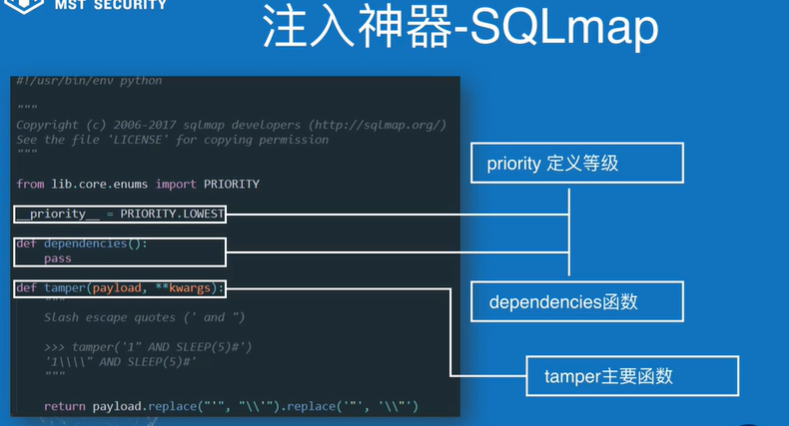 MST SECURITY
注入神器-SQLmap
#!/usr/bin/env python
"""
Copyright (c) 2006-2017 sqlmap developers (http://sqlmap.org/)
See the file 'LICENSE' for copying permission
"""
from lib.core.enums import PRIORITY
__priority__ = PRIORITY.LOWEST
def dependencies():
pass
def tamper(payload, **kwargs):
"""
Slash escape quotes (' and ")
>>> tamper('1" AND SLEEP(5)#')
'1\\\\" AND SLEEP(5)#'
"""
return payload.replace("'", "\\'").replace('"', '\\"')
priority 定义等级
dependencies函数
tamper主要函数